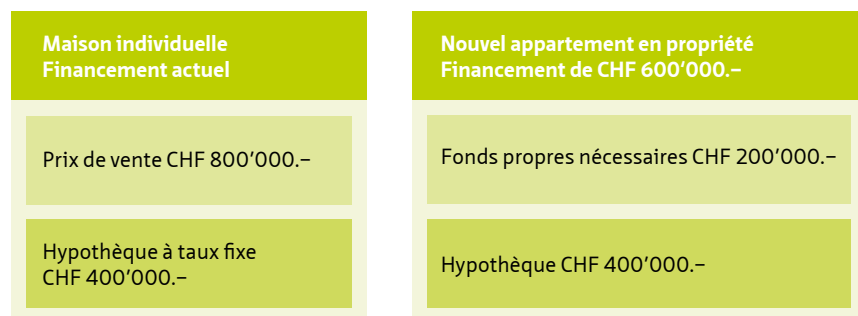 Maison individuelle
Financement actuel
Prix de vente CHF 800’000.–
Hypothèque à taux fixe
CHF 400’000.–
Nouvel appartement en propriété
Financement de CHF 600’000.–
Fonds propres nécessaires CHF 200’000.–
Hypothèque CHF 400’000.–